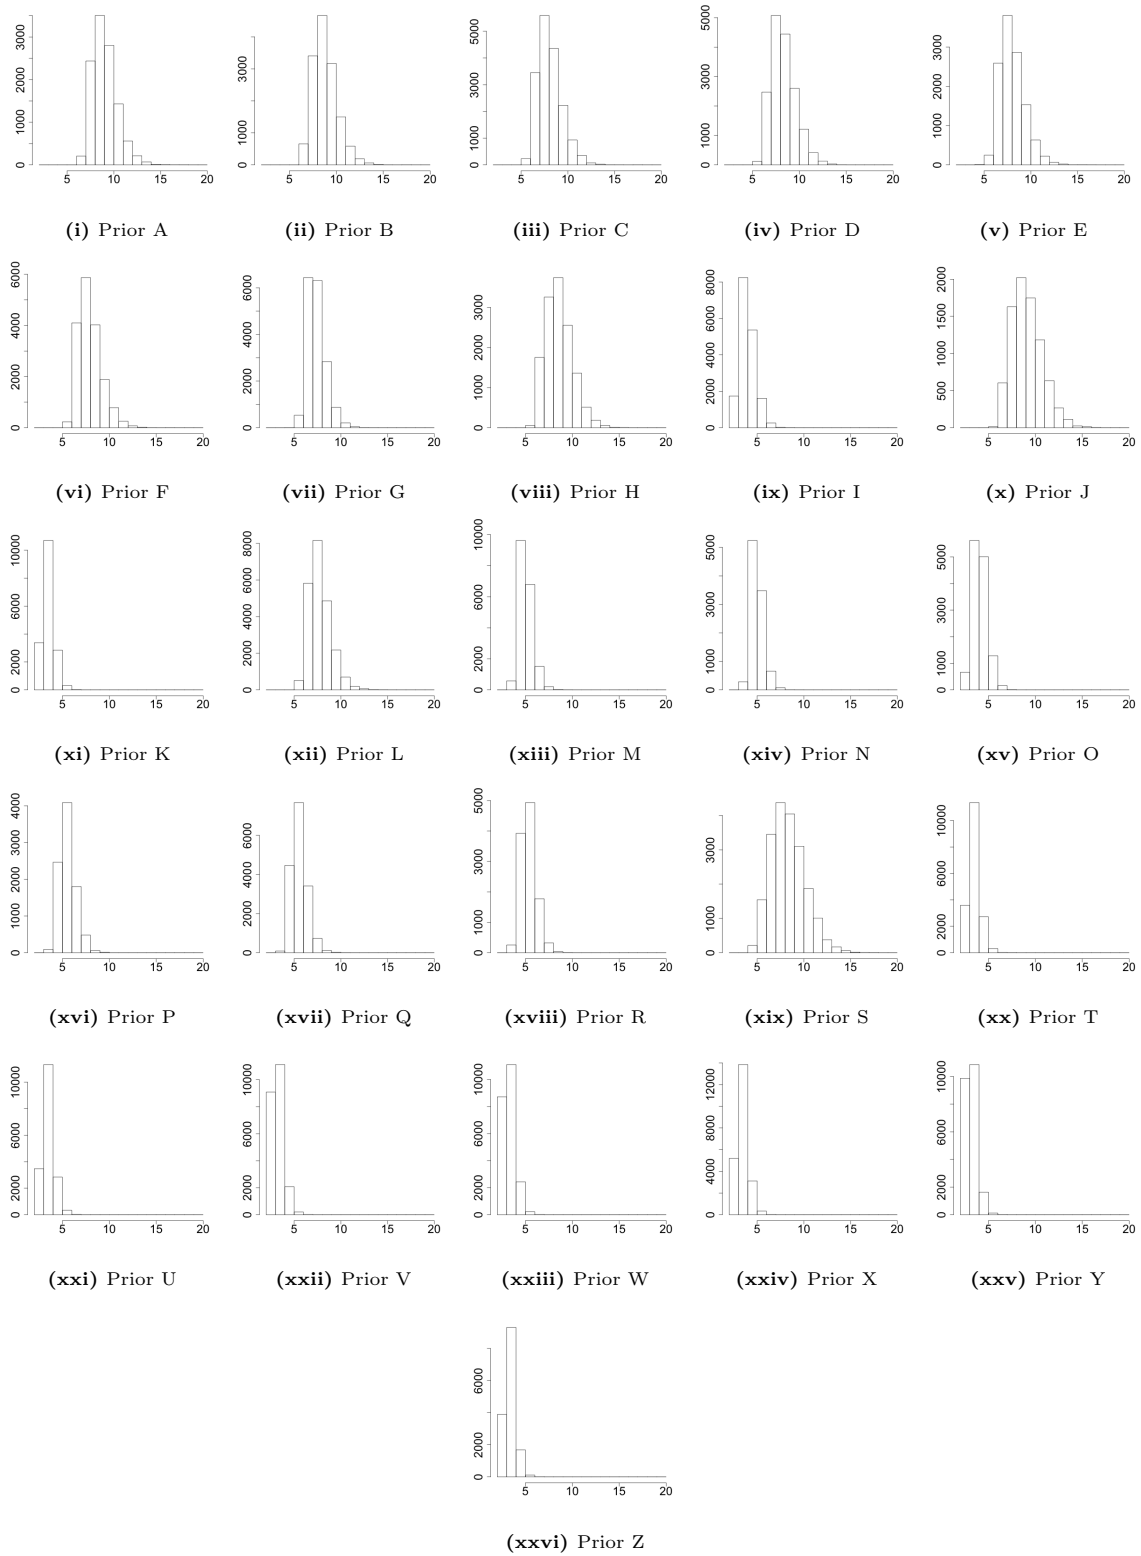 0 1000 2000 3000
5 10 15 20
(i) Prior A
0 1000 3000
5 10 15 20
(ii) Prior B
0 1000 3000 5000
5 10 15 20
(iii) Prior C
0 1000 3000 5000
5 10 15 20
(iv) Prior D
0 1000 2000 3000
5 10 15 20
(v) Prior E
0 2000 4000 6000
5 10 15 20
(vi) Prior F
0 2000 4000 6000
5 10 15 20
(vii) Prior G
0 1000 3000
5 10 15 20
(viii) Prior H
0 2000 4000 6000 8000
5 10 15 20
(ix) Prior I
0 500 1000 1500 2000
5 10 15 20
(x) Prior J
0 2000 6000 10000
5 10 15 20
(xi) Prior K
0 2000 4000 6000 8000
5 10 15 20
(xii) Prior L
0 2000 6000 10000
5 10 15 20
(xiii) Prior M
0 1000 3000 5000
5 10 15 20
(xiv) Prior N
0 1000 3000 5000
5 10 15 20
(xv) Prior O
0 1000 2000 3000 4000
5 10 15 20
(xvi) Prior P
0 2000 4000 6000
5 10 15 20
(xvii) Prior Q
0 1000 3000 5000
5 10 15 20
(xviii) Prior R
0 1000 3000
5 10 15 20
(xix) Prior S
0 2000 6000 10000
5 10 15 20
(xx) Prior T
0 2000 6000 10000
5 10 15 20
(xxi) Prior U
0 2000 6000 10000
5 10 15 20
(xxii) Prior V
0 2000 6000 10000
5 10 15 20
(xxiii) Prior W
0 4000 8000 12000
5 10 15 20
(xxiv) Prior X
0 2000 6000 10000
5 10 15 20
(xxv) Prior Y
0 2000 6000
5 10 15 20
(xxvi) Prior Z